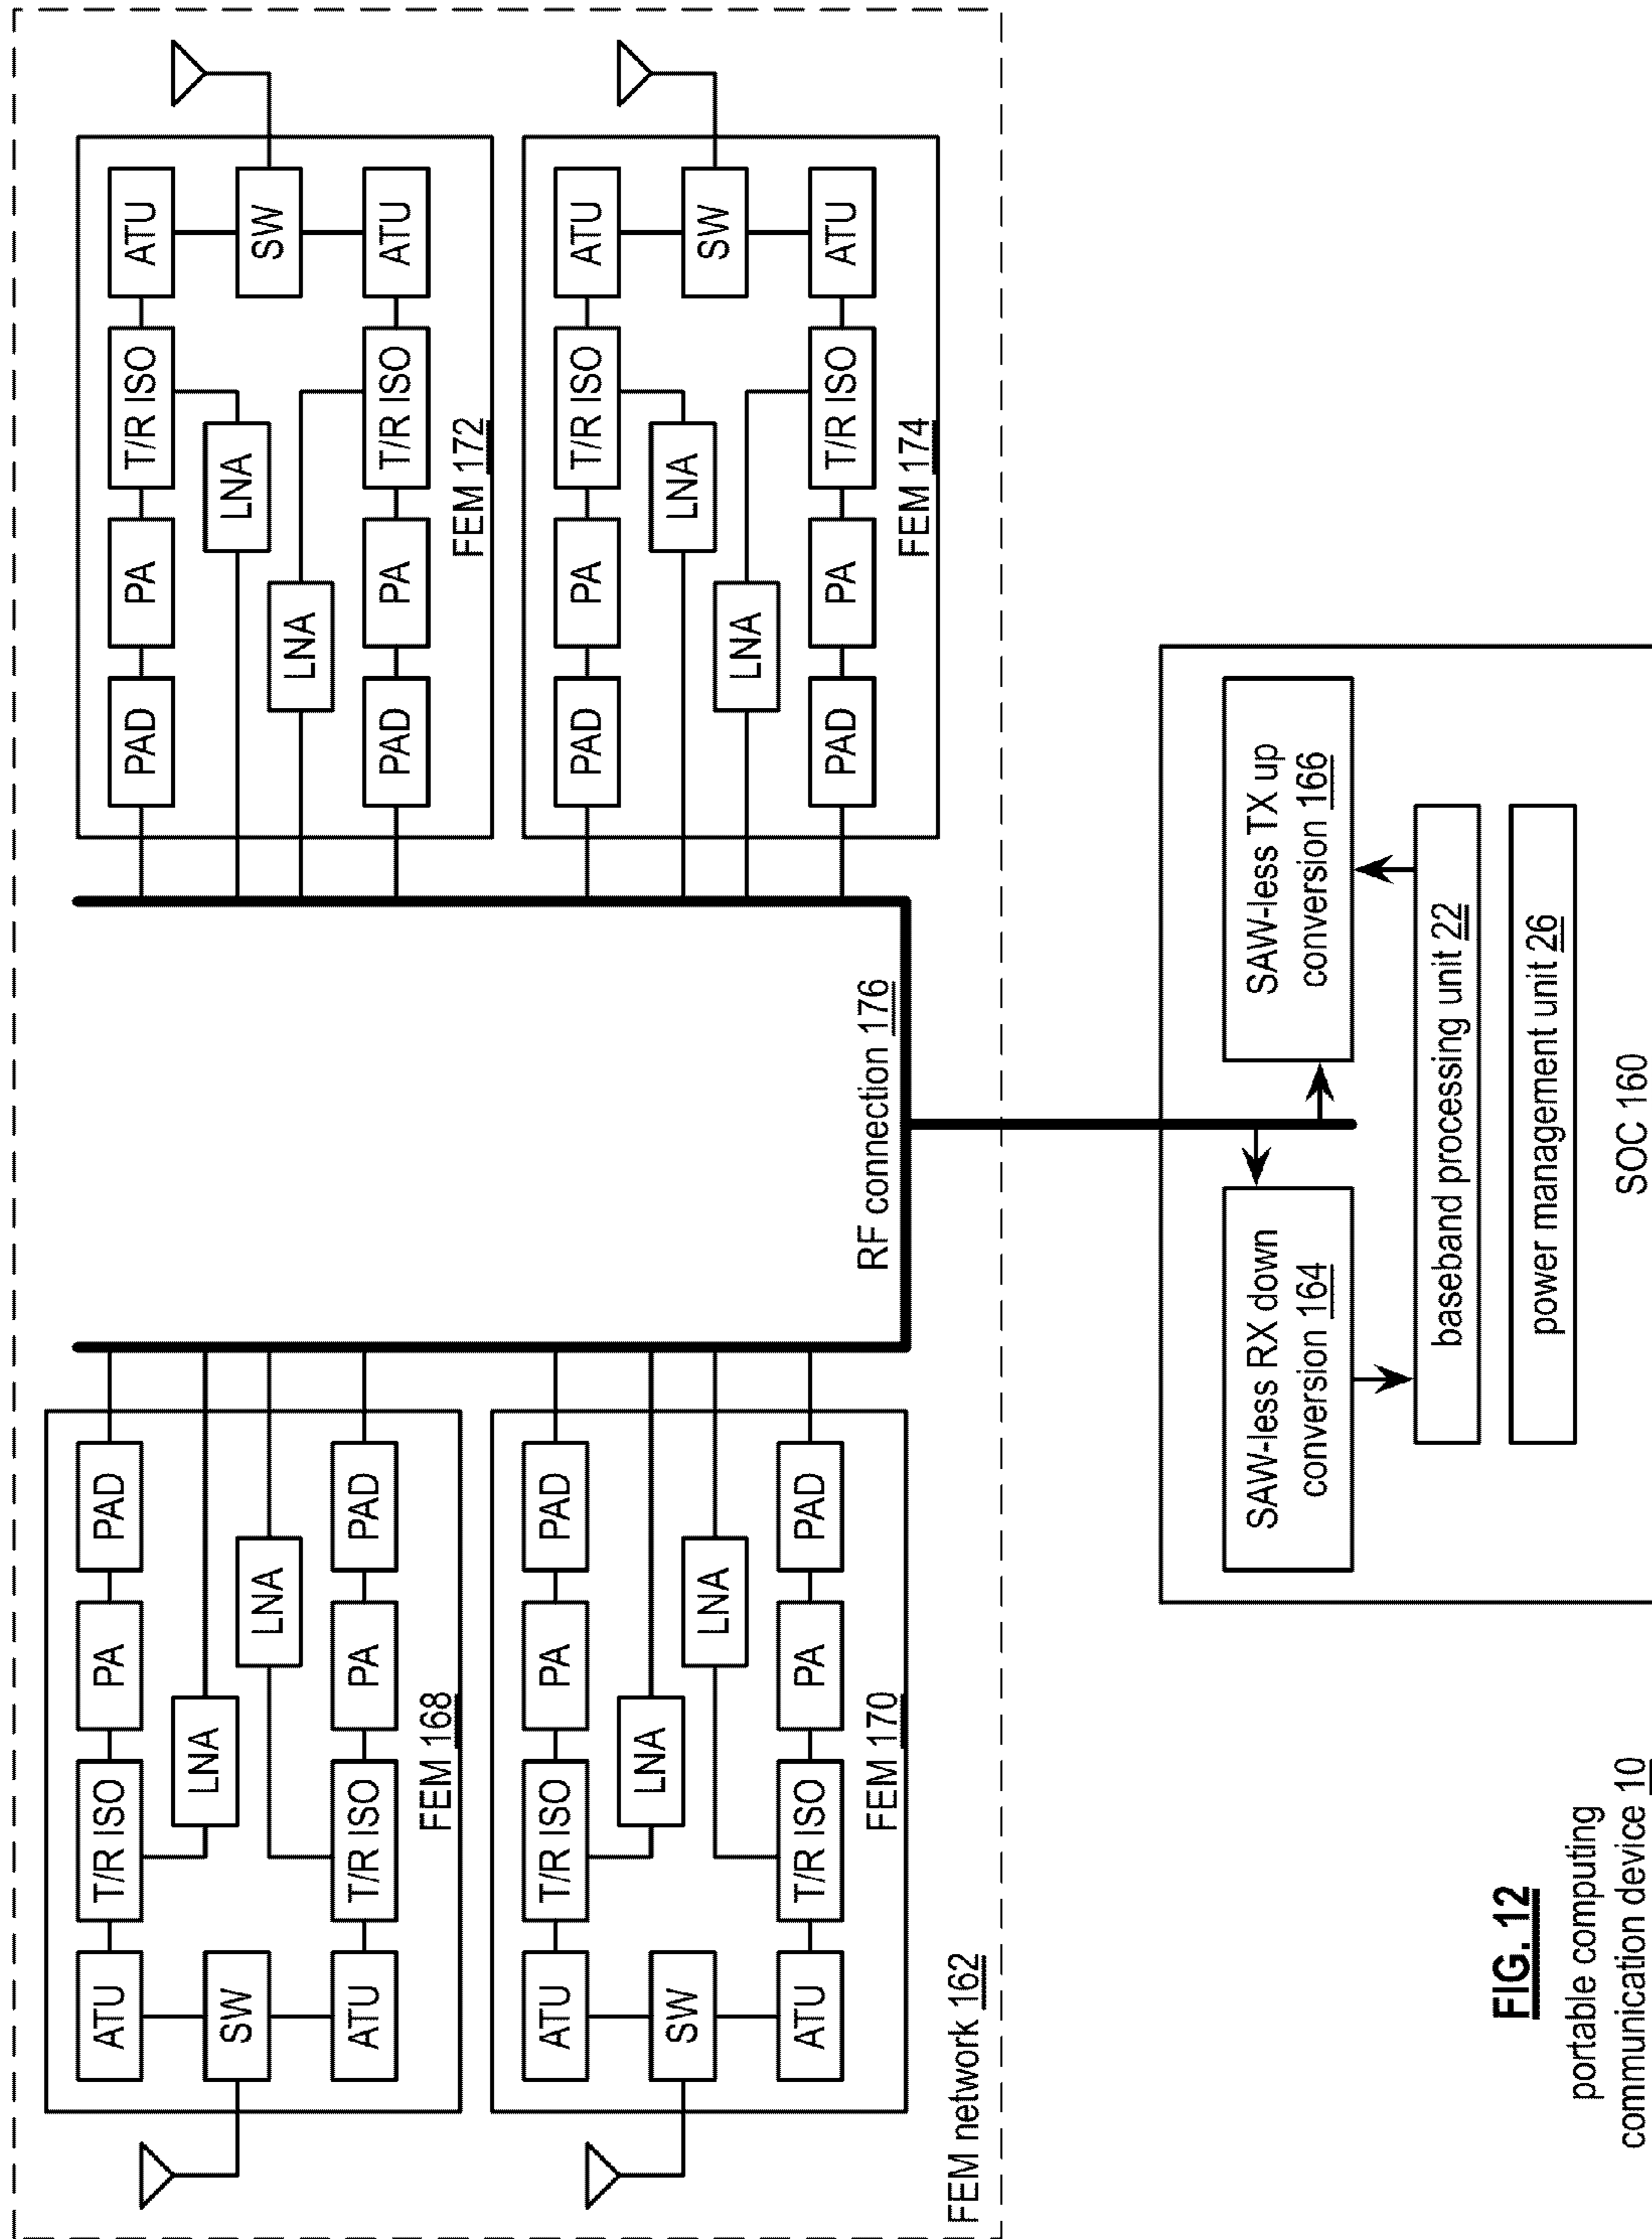 ATU
T/R ISO
PA
PAD
LNA
LNA
SW
ATU
T/R ISO
PA
PAD
FEM 168
PAD
PA
T/R ISO
ATU
LNA
LNA
SW
PAD
PA
T/R ISO
ATU
FEM 172
ATU
T/R ISO
PA
PAD
LNA
LNA
SW
ATU
T/R ISO
PA
PAD
FEM 170
PAD
PA
T/R ISO
ATU
LNA
LNA
SW
PAD
PA
T/R ISO
ATU
FEM 174
RF connection 176
FEM network 162
SAW-less RX down
conversion 164
SAW-less TX up
conversion 166
baseband processing unit 22
power management unit 26
SOC 160
FIG. 12
portable computing
communication device 10